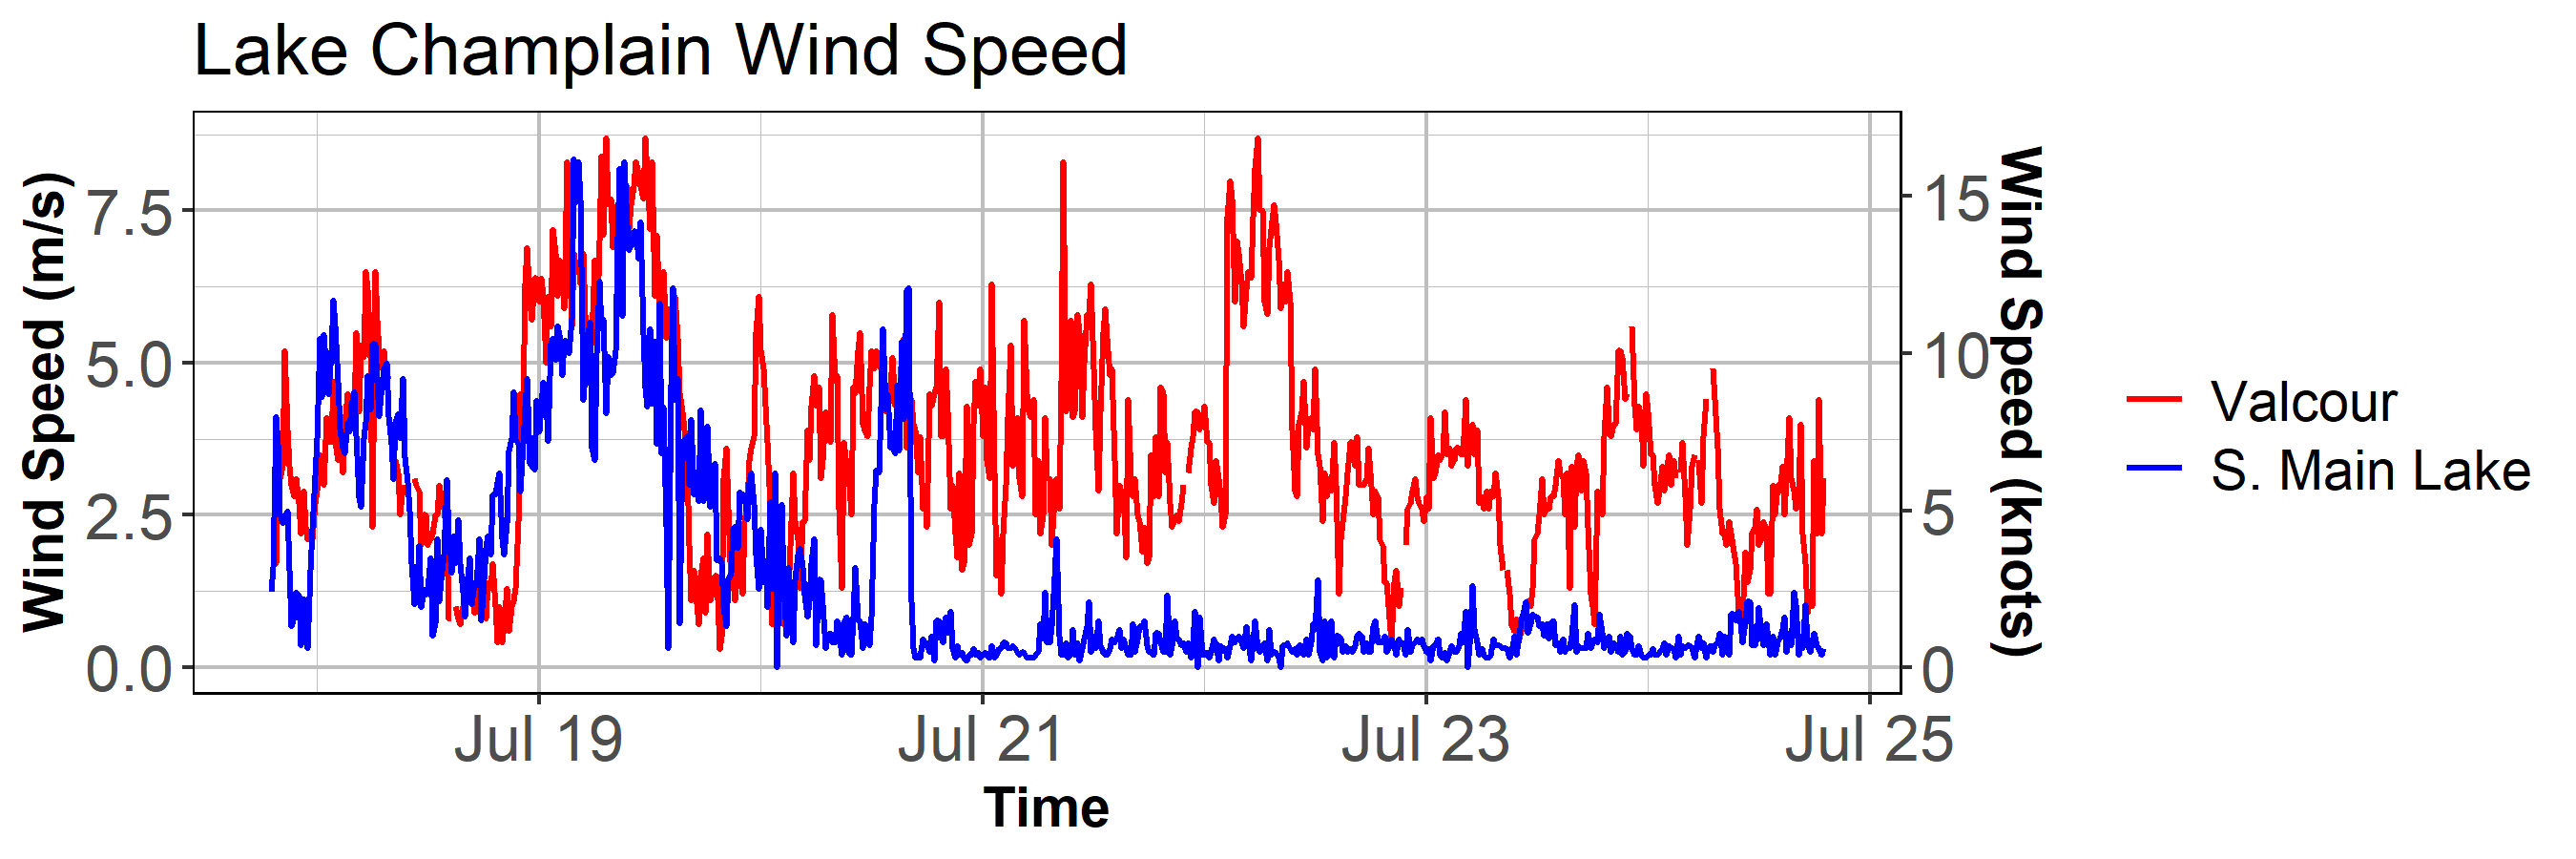 Lake Champlain Wind Speed
Wind Speed (m/s)
7.5
5.0
2.5
0.0
15
10
5
0
Wind Speed (knots)
Valcour
S. Main Lake
Jul 19
Jul 21
Jul 23
Jul 25
Time